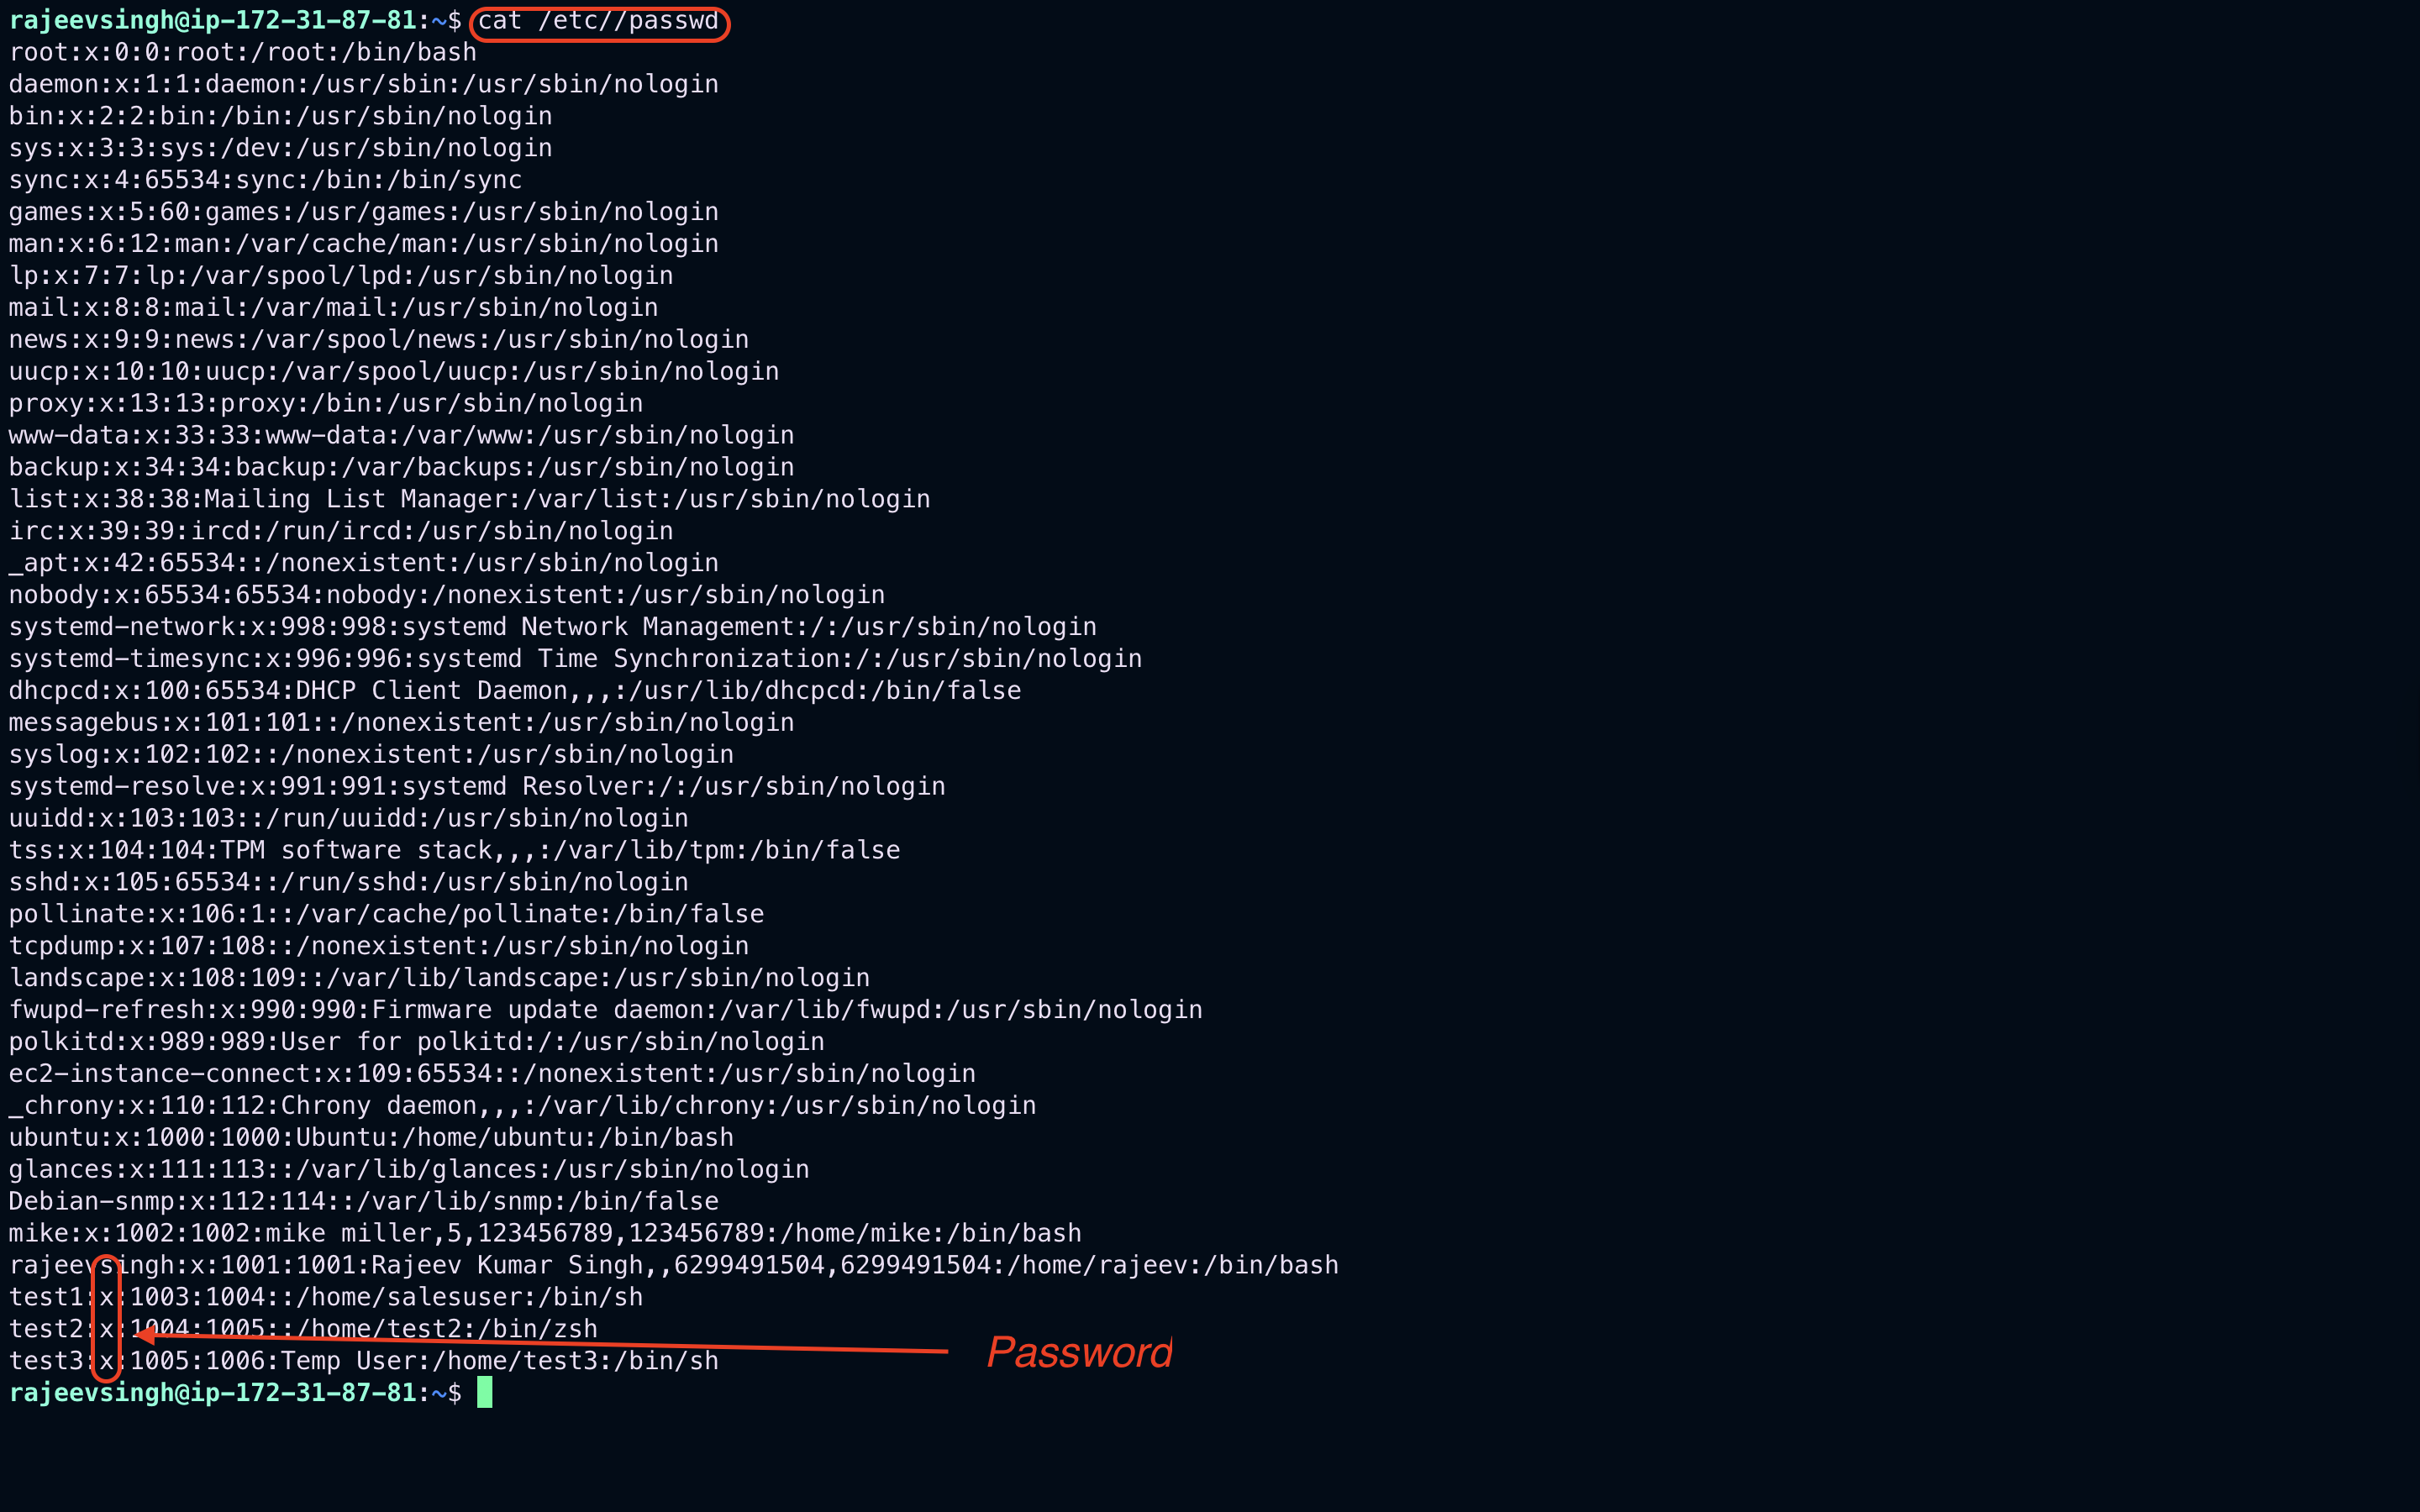 rajeevsingh@ip-172-31-87-81:~$ cat /etc//passwd
root:x:0:0:root:/root:/bin/bash
daemon:x:1:1:daemon:/usr/sbin:/usr/sbin/nologin
bin:x:2:2:bin:/bin:/usr/sbin/nologin
sys:x:3:3:sys:/dev:/usr/sbin/nologin
sync:x:4:65534:sync:/bin:/bin/sync
games:x:5:60:games:/usr/games:/usr/sbin/nologin
man:x:6:12:man:/var/cache/man:/usr/sbin/nologin
lp:x:7:7:lp:/var/spool/lpd:/usr/sbin/nologin
mail:x:8:8:mail:/var/mail:/usr/sbin/nologin
news:x:9:9:news:/var/spool/news:/usr/sbin/nologin
uucp:x:10:10:uucp:/var/spool/uucp:/usr/sbin/nologin
proxy:x:13:13:proxy:/bin:/usr/sbin/nologin
www-data:x:33:33:www-data:/var/www:/usr/sbin/nologin
backup:x:34:34:backup:/var/backups:/usr/sbin/nologin
list:x:38:38:Mailing List Manager:/var/list:/usr/sbin/nologin
irc:x:39:39:ircd:/run/ircd:/usr/sbin/nologin
_apt:x:42:65534::/nonexistent:/usr/sbin/nologin
nobody:x:65534:65534:nobody:/nonexistent:/usr/sbin/nologin
systemd-network:x:998:998:systemd Network Management:/:/usr/sbin/nologin
systemd-timesync:x:996:996:systemd Time Synchronization:/:/usr/sbin/nologin
dhcpcd:x:100:65534:DHCP Client Daemon,,,:/usr/lib/dhcpcd:/bin/false
messagebus:x:101:101::/nonexistent:/usr/sbin/nologin
syslog:x:102:102::/nonexistent:/usr/sbin/nologin
systemd-resolve:x:991:991:systemd Resolver:/:/usr/sbin/nologin
uuidd:x:103:103::/run/uuidd:/usr/sbin/nologin
tss:x:104:104:TPM software stack,,,:/var/lib/tpm:/bin/false
sshd:x:105:65534::/run/sshd:/usr/sbin/nologin
pollinate:x:106:1::/var/cache/pollinate:/bin/false
tcpdump:x:107:108::/nonexistent:/usr/sbin/nologin
landscape:x:108:109::/var/lib/landscape:/usr/sbin/nologin
fwupd-refresh:x:990:990:Firmware update daemon:/var/lib/fwupd:/usr/sbin/nologin
polkitd:x:989:989:User for polkitd:/:/usr/sbin/nologin
ec2-instance-connect:x:109:65534::/nonexistent:/usr/sbin/nologin
_chrony:x:110:112:Chrony daemon,,,:/var/lib/chrony:/usr/sbin/nologin
ubuntu:x:1000:1000:Ubuntu:/home/ubuntu:/bin/bash
glances:x:111:113::/var/lib/glances:/usr/sbin/nologin
Debian-snmp:x:112:114::/var/lib/snmp:/bin/false
mike:x:1002:1002:mike miller,5,123456789,123456789:/home/mike:/bin/bash
rajeevsingh:x:1001:1001:Rajeev Kumar Singh,,6299491504,6299491504:/home/rajeev:/bin/bash
test1:x:1003:1004::/home/salesuser:/bin/sh
test2:x:1004:1005::/home/test2:/bin/zsh
Password
test3:x:1005:1006:Temp User:/home/test3:/bin/sh
rajeevsingh@ip-172-31-87-81:~$